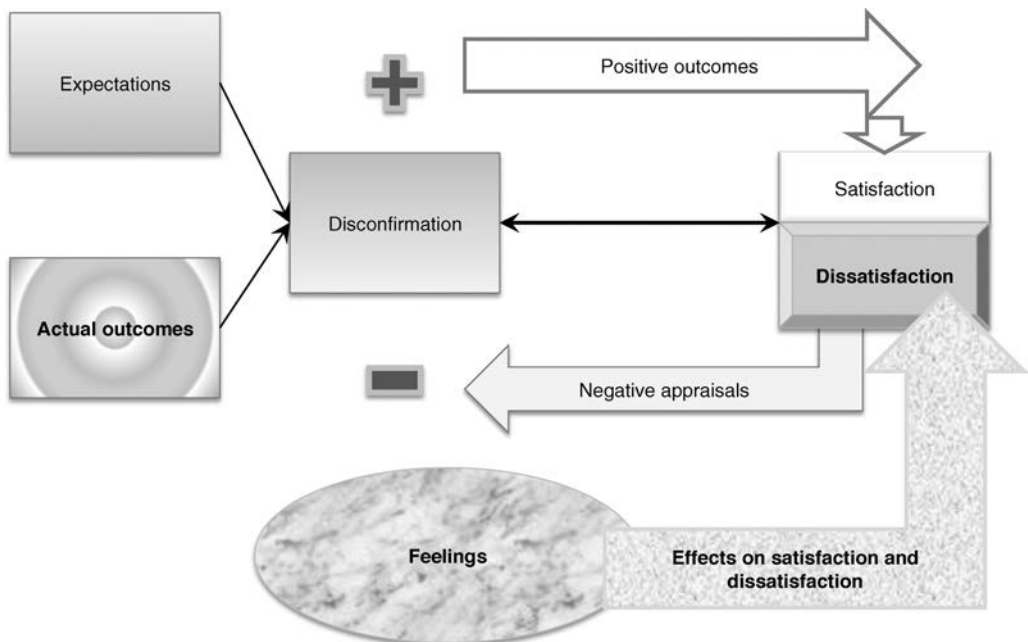 Expectations
Positive outcomes
Disconfirmation
Satisfaction
Dissatisfaction
Actual outcomes
Negative appraisals
Feelings
Effects on satisfaction and
dissatisfaction